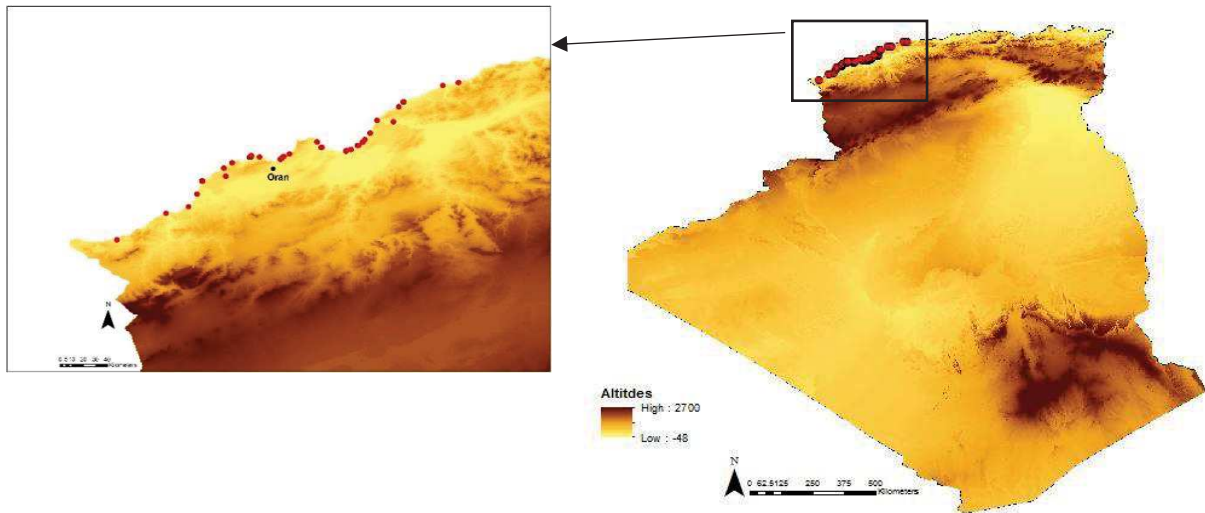 Oran
N
0 5 10 20 30 40
Kilometers
Altitdes
High : 2700
Low : -48
N
0 62.5125 250 375 500
Kilometers